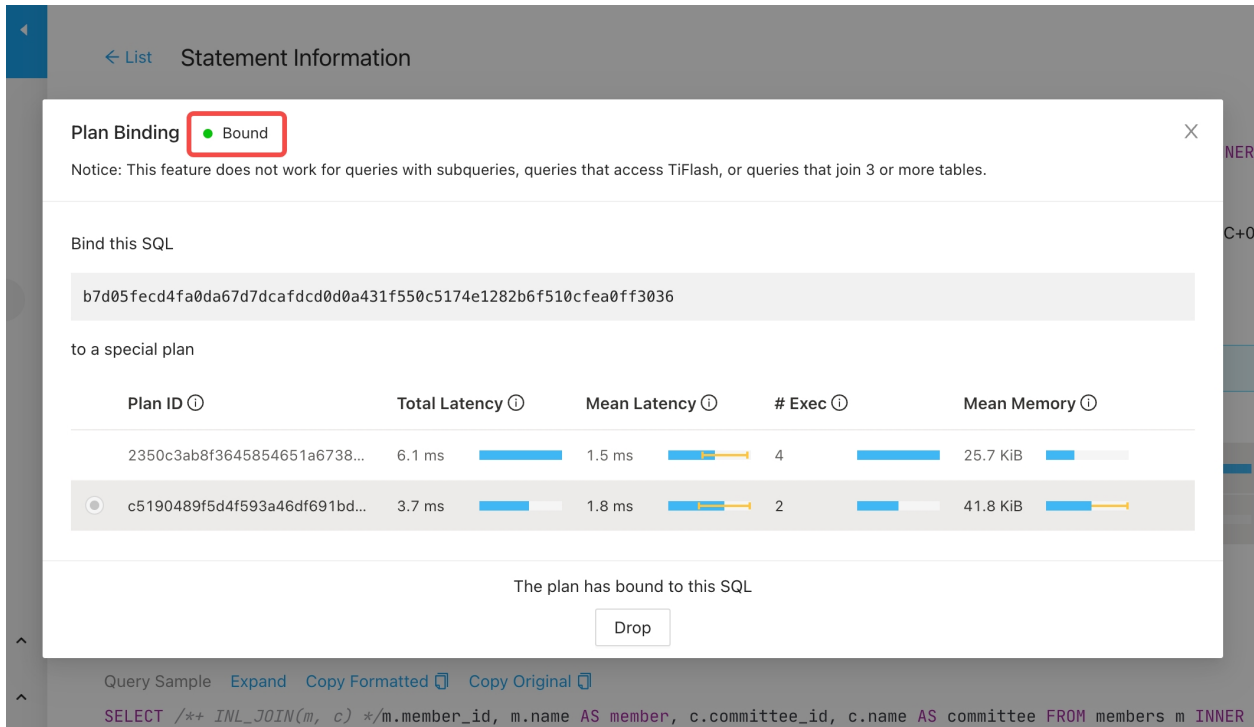 ← List Statement Information
Plan Binding Bound
Notice: This feature does not work for queries with subqueries, queries that access TiFlash, or queries that join 3 or more tables.
NER
Bind this SQL
C+0
b7d05fecd4fa0da67d7dcafdcd0d0a431f550c5174e1282b6f510cfea0ff3036
to a special plan
Plan ID Total Latency Mean Latency # Exec Mean Memory
2350c3ab8f3645854651a6738... 6.1 ms 1.5 ms 4 25.7 KiB
c5190489f5d4f593a46df691bd... 3.7 ms 1.8 ms 2 41.8 KiB
The plan has bound to this SQL
Drop
Query Sample Expand Copy Formatted Copy Original
SELECT /*+ INL_JOIN(m, c) */m.member_id, m.name AS member, c.committee_id, c.name AS committee FROM members m INNER